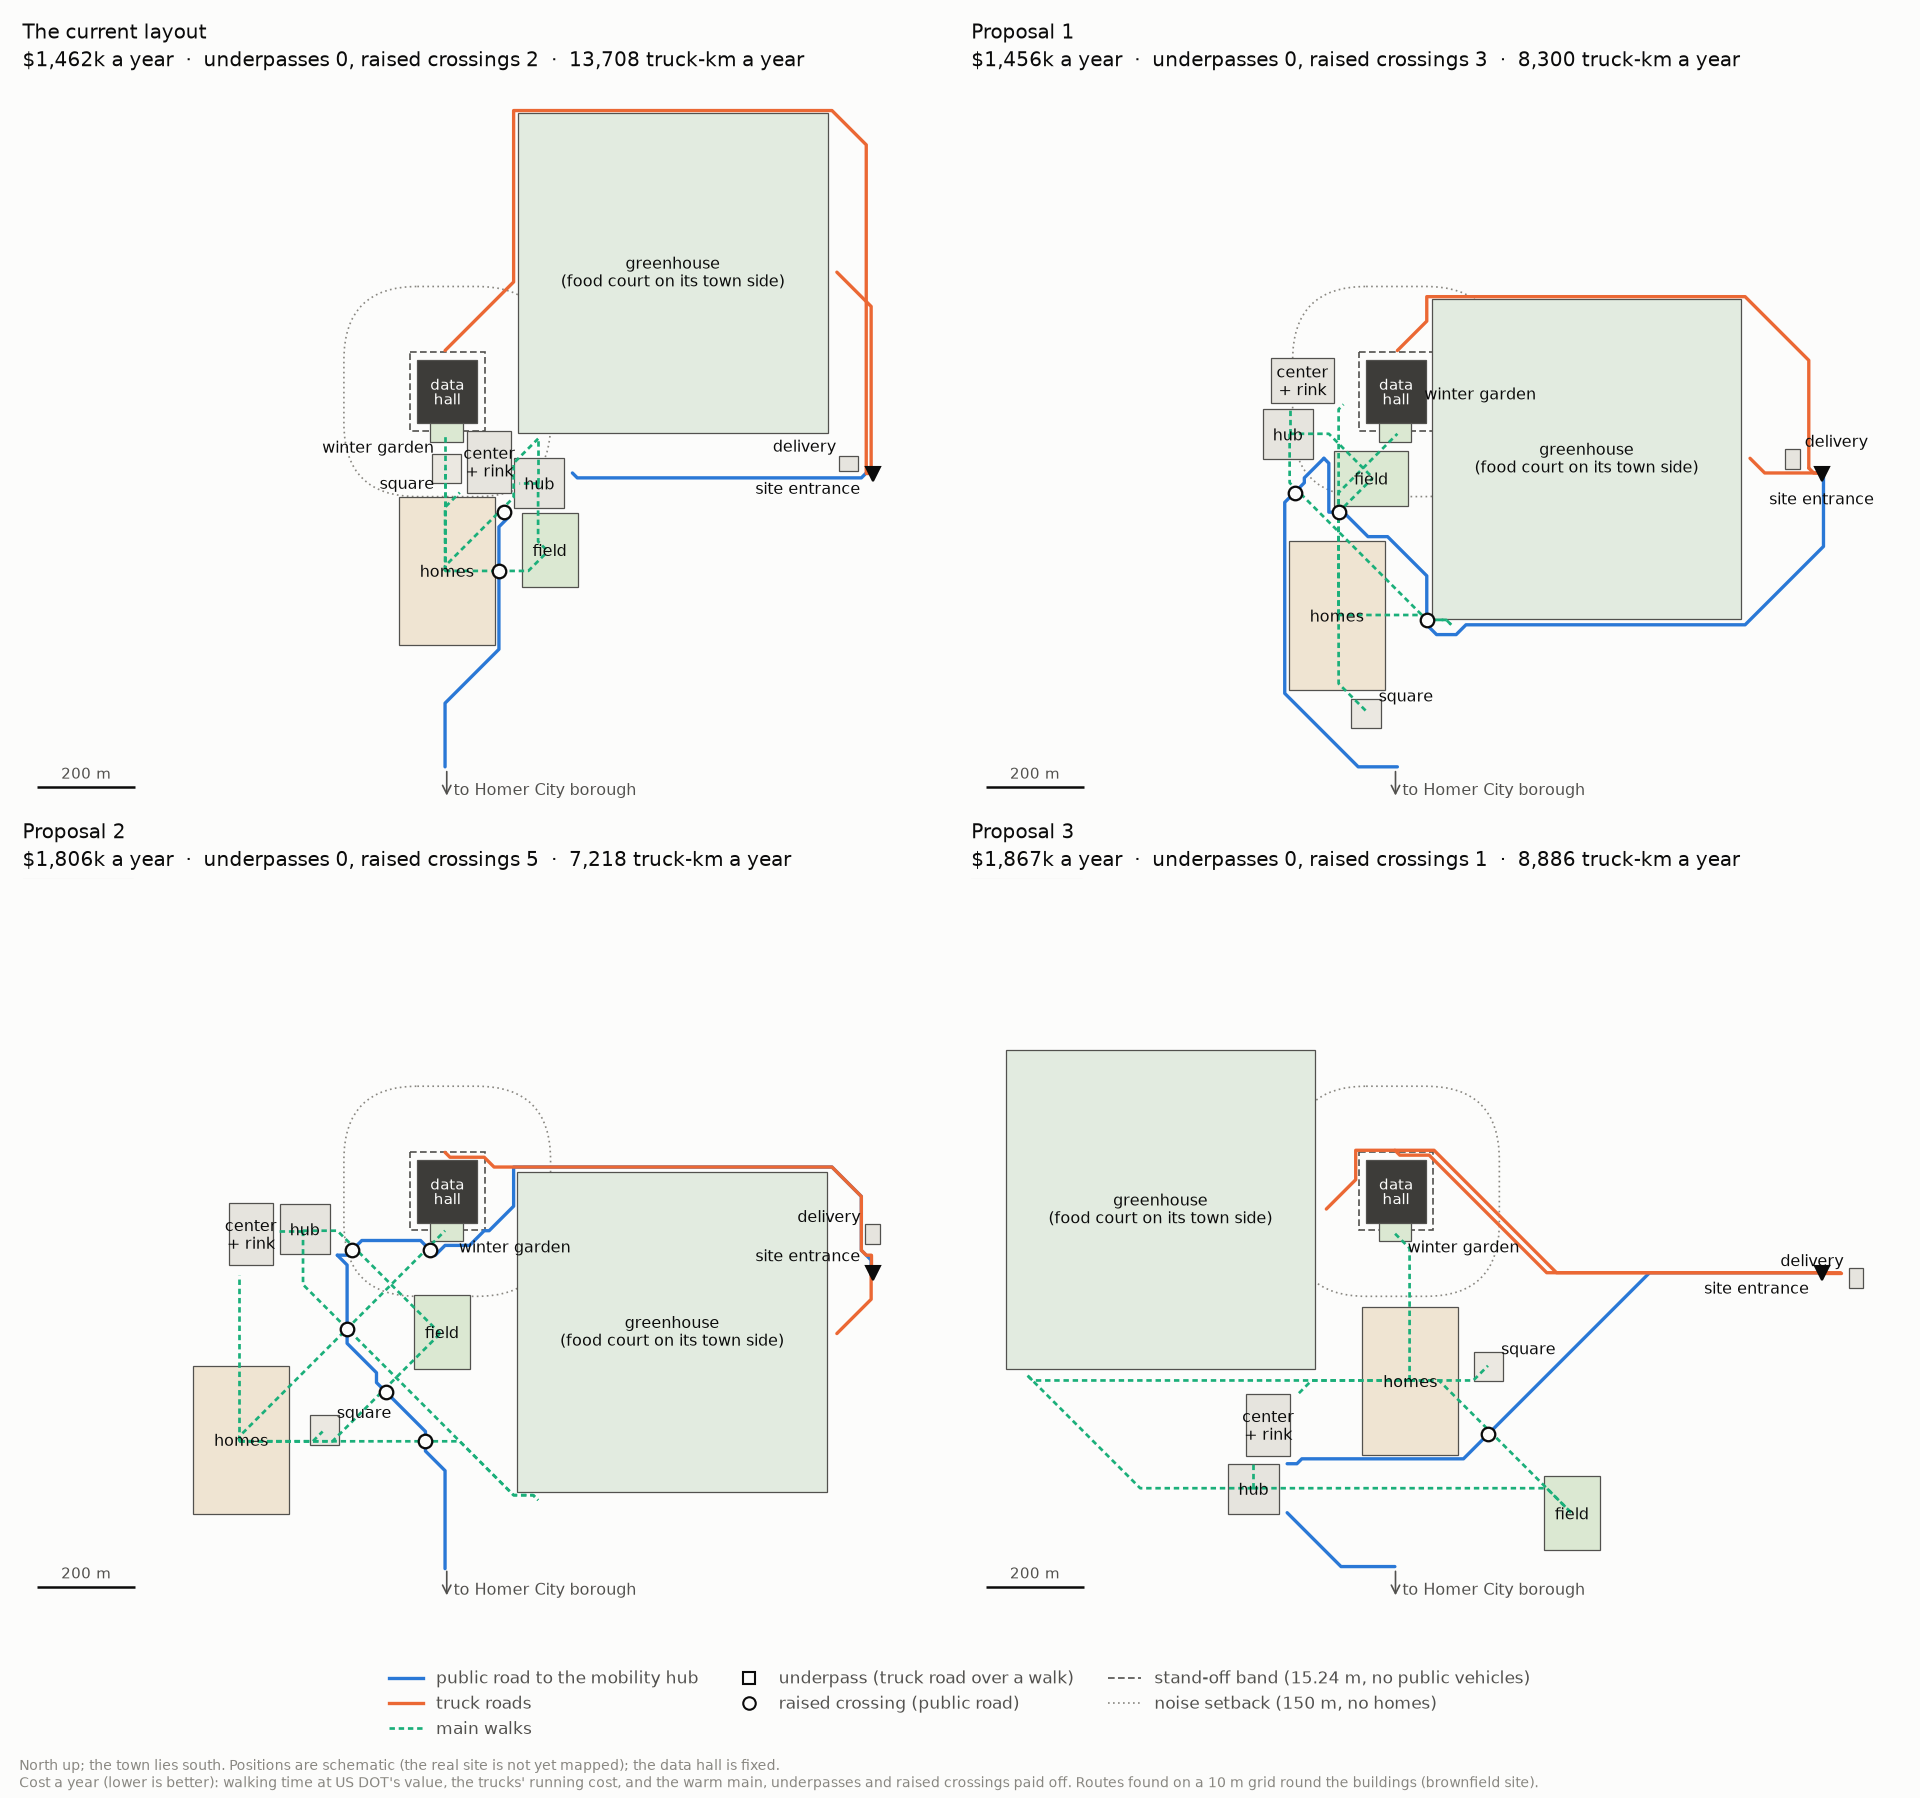 The current layout
$1,462k a year · underpasses 0, raised crossings 2 · 13,708 truck-km a year
greenhouse
(food court on its town side)
data
hall
winter garden
center
+ rink
square
hub
delivery
site entrance
field
homes
200 m
to Homer City borough
Proposal 1
$1,456k a year · underpasses 0, raised crossings 3 · 8,300 truck-km a year
center
+ rink
data
hall
winter garden
hub
greenhouse
(food court on its town side)
delivery
site entrance
field
homes
square
200 m
to Homer City borough
Proposal 2
$1,806k a year · underpasses 0, raised crossings 5 · 7,218 truck-km a year
data
hall
center
+ rink
hub
winter garden
delivery
site entrance
greenhouse
(food court on its town side)
field
square
homes
200 m
to Homer City borough
Proposal 3
$1,867k a year · underpasses 0, raised crossings 1 · 8,886 truck-km a year
greenhouse
(food court on its town side)
data
hall
winter garden
delivery
site entrance
square
homes
center
+ rink
hub
field
200 m
to Homer City borough
public road to the mobility hub
truck roads
main walks
underpass (truck road over a walk)
raised crossing (public road)
stand-off band (15.24 m, no public vehicles)
noise setback (150 m, no homes)
North up; the town lies south. Positions are schematic (the real site is not yet mapped); the data hall is fixed.
Cost a year (lower is better): walking time at US DOT's value, the trucks' running cost, and the warm main, underpasses and raised crossings paid off. Routes found on a 10 m grid round the buildings (brownfield site).